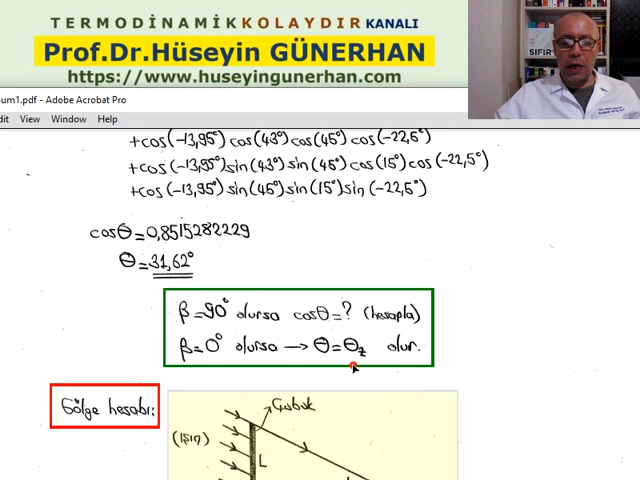 TERMODİNAMİKKOLAYDIR KANALI
Prof.Dr.Hüseyin GÜNERHAN
https://www.huseyingunerhan.com
SIFIR
um1.pdf - Adobe Acrobat Pro
dit View Window Help
+cos(-13,95°) cos(43°) cos(45°) cos(-22,5°)
+cos(-13,95°) sin(43°) sin(45°) cos(15°) cos(-22,5°)
+cos(-13,95°) sin(45°) sin(15°) sin(-22,5°)
cosθ=0,8515282229
θ=31,62°
β=90° olursa cosθ=? (hesapla)
β=0° olursa → θ=θz olur.
Gölge hesabı:
Çubuk
(Işın)
L